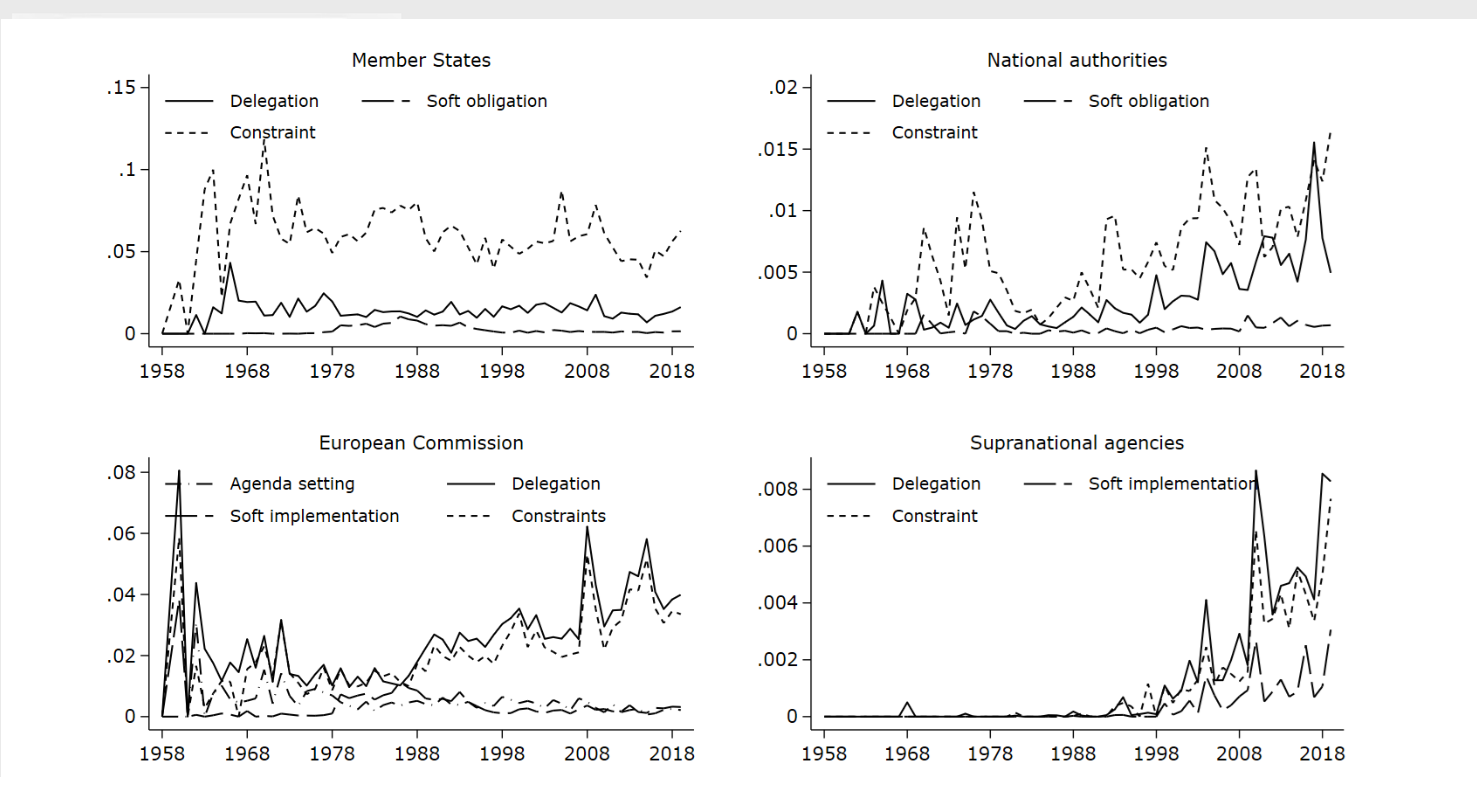 Member States
.15
Delegation
Soft obligation
Constraint
.1
.05
0
1958 1968 1978 1988 1998 2008 2018
National authorities
.02
Delegation
Soft obligation
Constraint
.015
.01
.005
0
1958 1968 1978 1988 1998 2008 2018
European Commission
.08
Agenda setting
Delegation
Soft implementation
Constraints
.06
.04
.02
0
1958 1968 1978 1988 1998 2008 2018
Supranational agencies
.008
Delegation
Soft implementation
Constraint
.006
.004
.002
0
1958 1968 1978 1988 1998 2008 2018